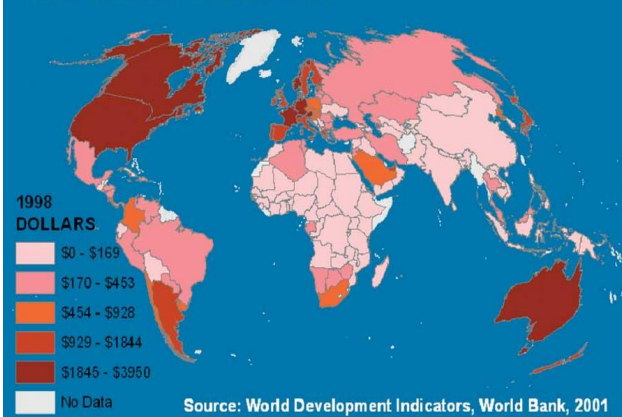 1998
DOLLARS
$0 - $169
$170 - $453
$454 - $928
$929 - $1844
$1845 - $3950
No Data
Source: World Development Indicators, World Bank, 2001